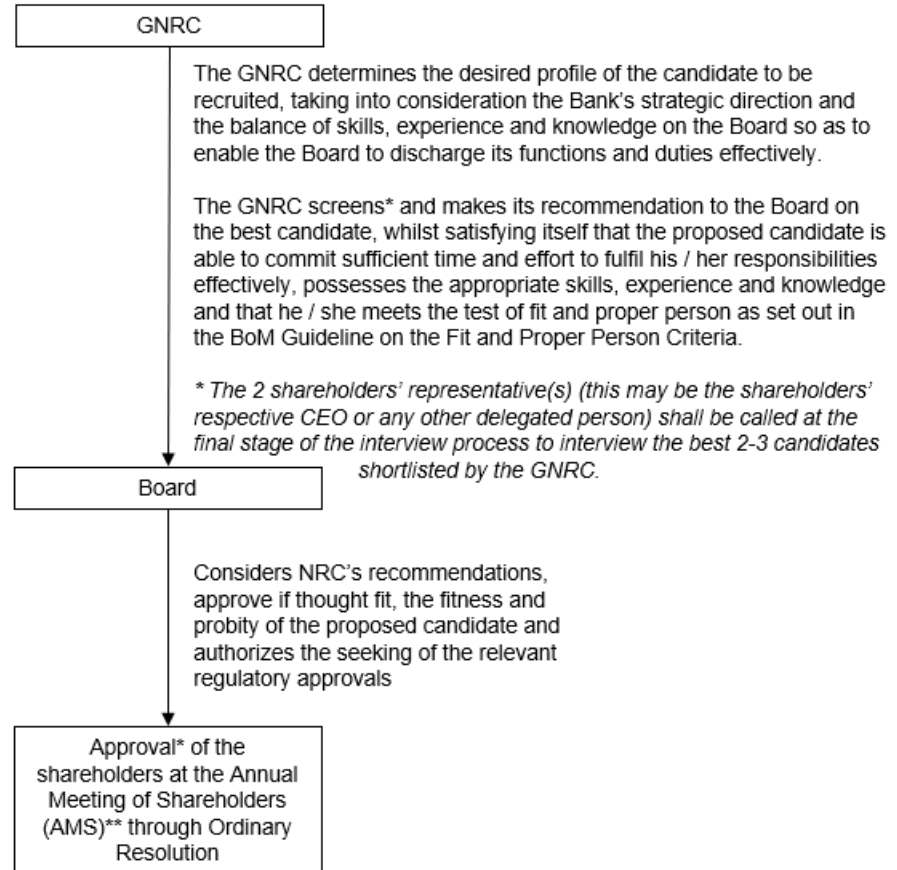 GNRC
The GNRC determines the desired profile of the candidate to be
recruited, taking into consideration the Bank's strategic direction and
the balance of skills, experience and knowledge on the Board so as to
enable the Board to discharge its functions and duties effectively.
The GNRC screens* and makes its recommendation to the Board on
the best candidate, whilst satisfying itself that the proposed candidate is
able to commit sufficient time and effort to fulfil his / her responsibilities
effectively, possesses the appropriate skills, experience and knowledge
and that he / she meets the test of fit and proper person as set out in
the BoM Guideline on the Fit and Proper Person Criteria.
* The 2 shareholders' representative(s) (this may be the shareholders'
respective CEO or any other delegated person) shall be called at the
final stage of the interview process to interview the best 2-3 candidates
shortlisted by the GNRC.
Board
Considers NRC's recommendations,
approve if thought fit, the fitness and
probity of the proposed candidate and
authorizes the seeking of the relevant
regulatory approvals
Approval* of the
shareholders at the Annual
Meeting of Shareholders
(AMS)** through Ordinary
Resolution